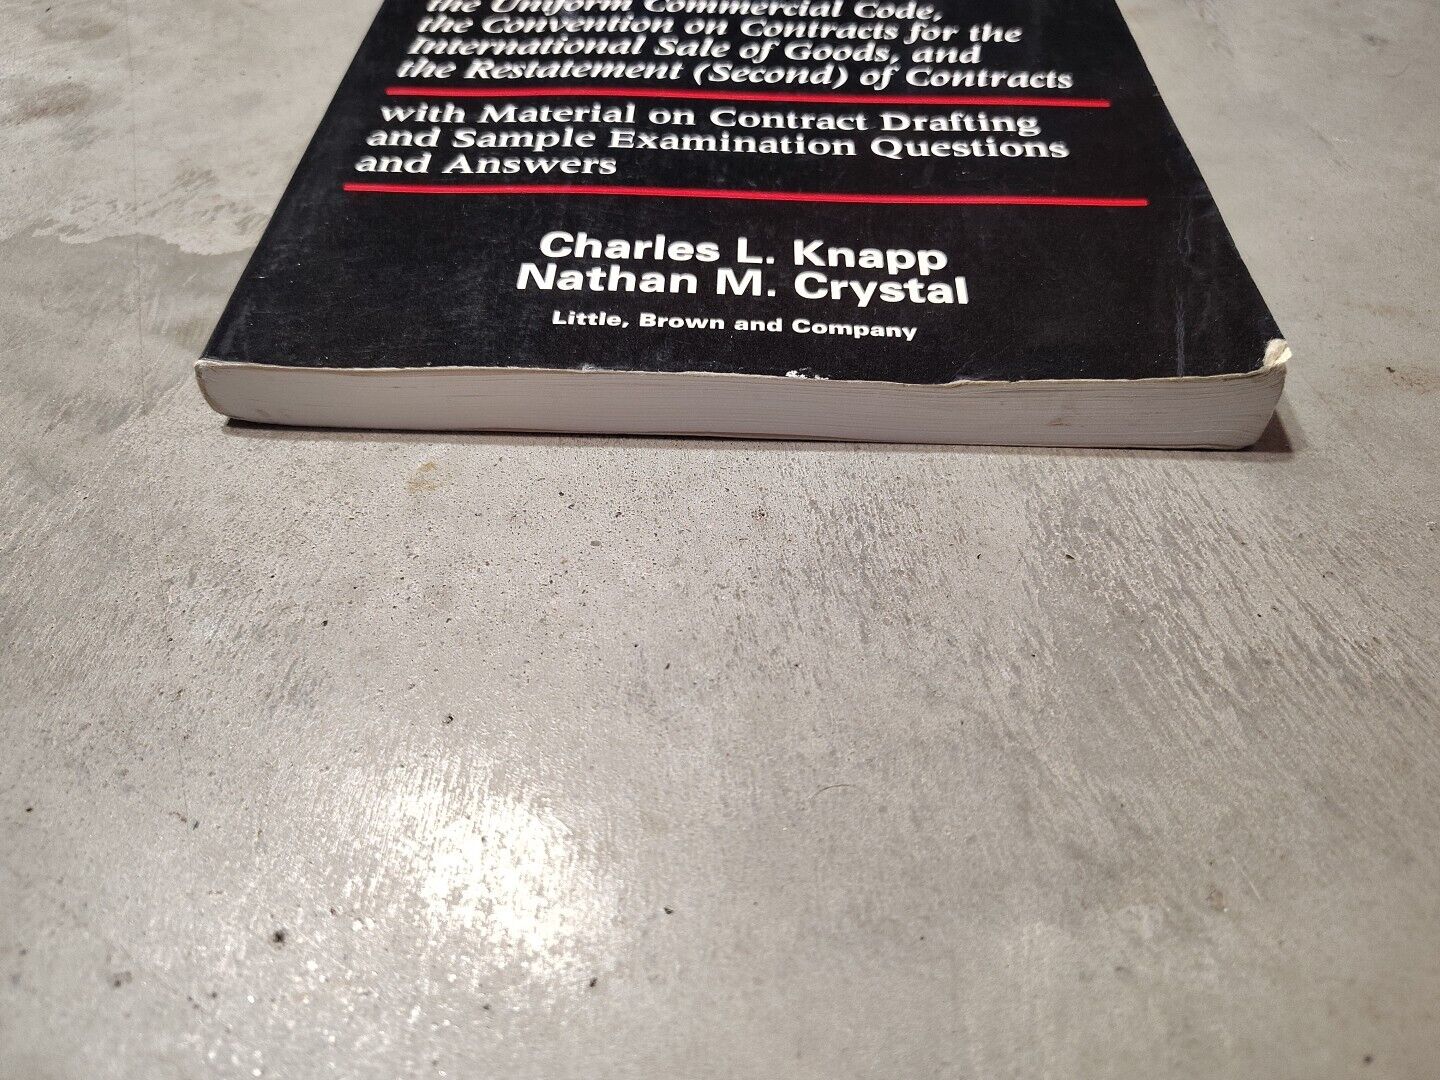 the Uniform Commercial Code,
the Convention on Contracts for the
International Sale of Goods, and
the Restatement (Second) of Contracts
with Material on Contract Drafting
and Sample Examination Questions
and Answers
Charles L. Knapp
Nathan M. Crystal
Little, Brown and Company